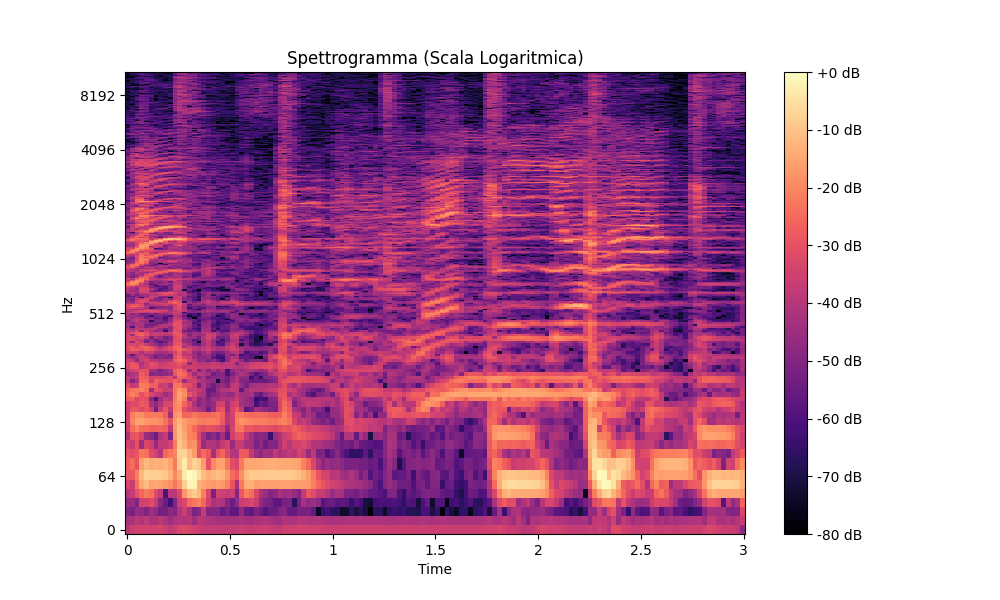 Spettrogramma (Scala Logaritmica)
8192
4096
2048
1024
512
256
128
64
0
Hz
0
0.5
1
1.5
2
2.5
3
Time
+0 dB
-10 dB
-20 dB
-30 dB
-40 dB
-50 dB
-60 dB
-70 dB
-80 dB